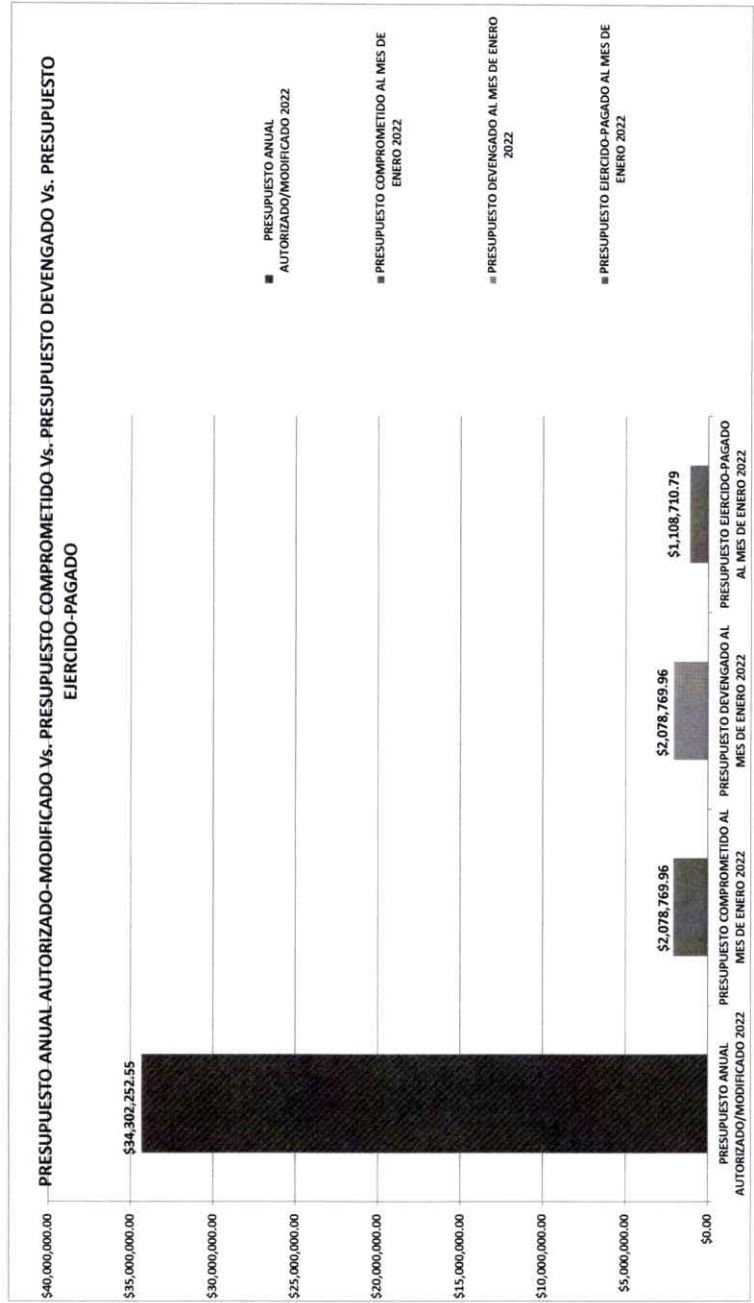 PRESUPUESTO ANUAL AUTORIZADO-MODIFICADO Vs. PRESUPUESTO COMPROMETIDO Vs. PRESUPUESTO DEVENGADO Vs. PRESUPUESTO
EJERCIDO-PAGADO
$40,000,000.00
$35,000,000.00
$30,000,000.00
$25,000,000.00
$20,000,000.00
$15,000,000.00
$10,000,000.00
$5,000,000.00
$0.00
$34,302,252.55
$2,078,769.96
$2,078,769.96
$1,108,710.79
PRESUPUESTO ANUAL
AUTORIZADO/MODIFICADO 2022
PRESUPUESTO COMPROMETIDO AL
MES DE ENERO 2022
PRESUPUESTO DEVENGADO AL
MES DE ENERO 2022
PRESUPUESTO EJERCIDO-PAGADO
AL MES DE ENERO 2022
PRESUPUESTO ANUAL
AUTORIZADO/MODIFICADO 2022
PRESUPUESTO COMPROMETIDO AL MES DE
ENERO 2022
PRESUPUESTO DEVENGADO AL MES DE ENERO
2022
PRESUPUESTO EJERCIDO-PAGADO AL MES DE
ENERO 2022